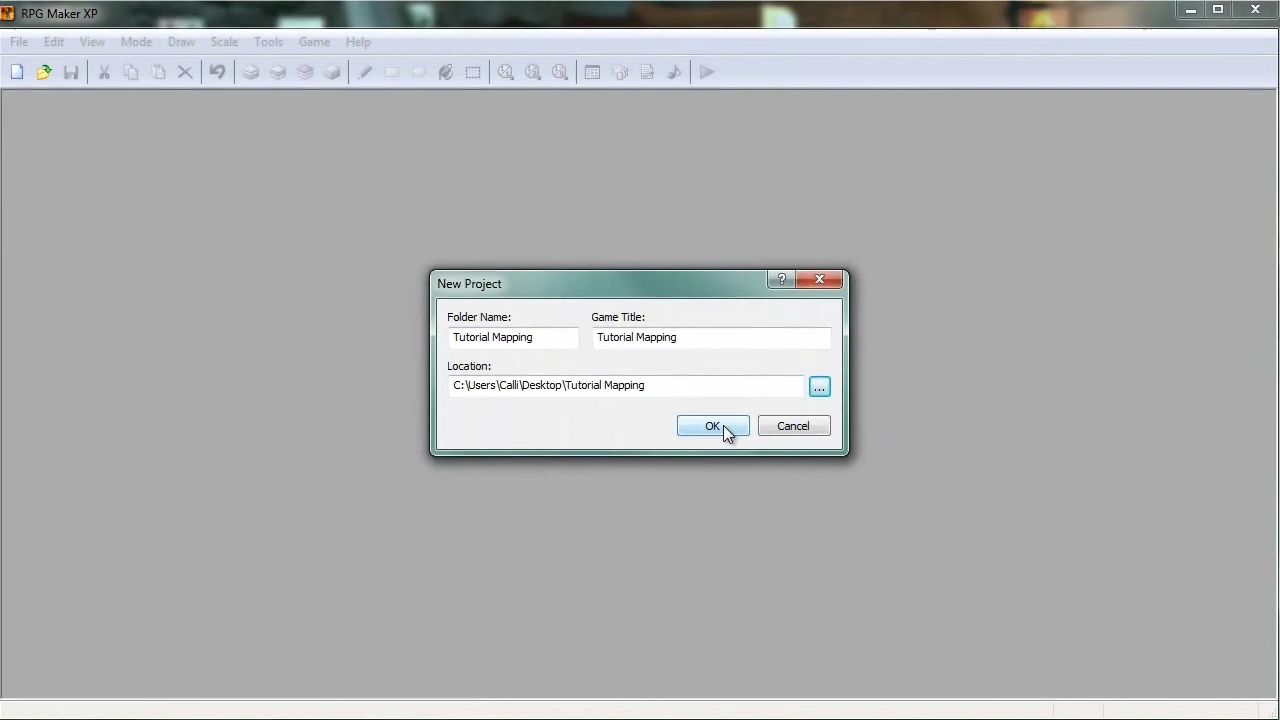 RPG Maker XP
File Edit View Mode Draw Scale Tools Game Help
New Project
Folder Name: Game Title:
Tutorial Mapping Tutorial Mapping
Location:
C:\Users\Calli\Desktop\Tutorial Mapping ...
OK Cancel